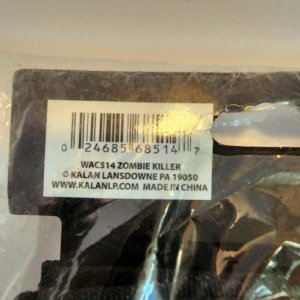 0 24685 68514 7
WAC514 ZOMBIE KILLER
© KALAN LANSDOWNE PA 19050
WWW.KALANLP.COM MADE IN CHINA